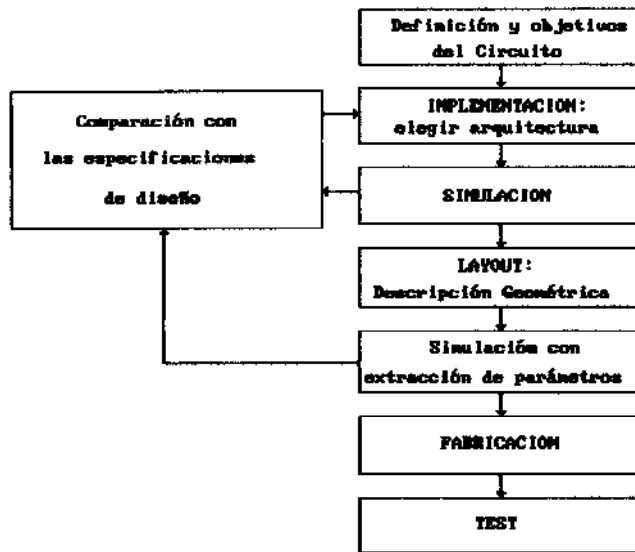 Definición y objetivos
del Circuito
IMPLEMENTACION:
elegir arquitectura
Comparación con
las especificaciones
de diseño
SIMULACION
LAYOUT:
Descripción Geométrica
Simulación con
extracción de parámetros
FABRICACION
TEST